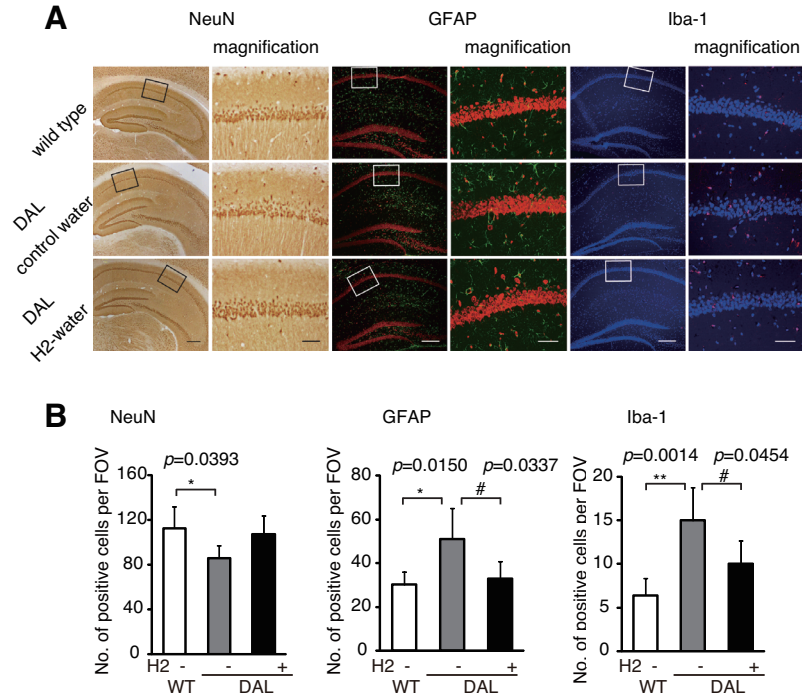 A
NeuN GFAP Iba-1
magnification magnification magnification
wild type
DAL
control water
DAL
H2-water
B
NeuN
No. of positive cells per FOV
160
120
80
40
0
p=0.0393
*
H2 - - +
WT DAL
GFAP
No. of positive cells per FOV
80
60
40
20
0
p=0.0150 p=0.0337
* #
H2 - - +
WT DAL
Iba-1
No. of positive cells per FOV
20
15
10
5
0
p=0.0014 p=0.0454
** #
H2 - - +
WT DAL